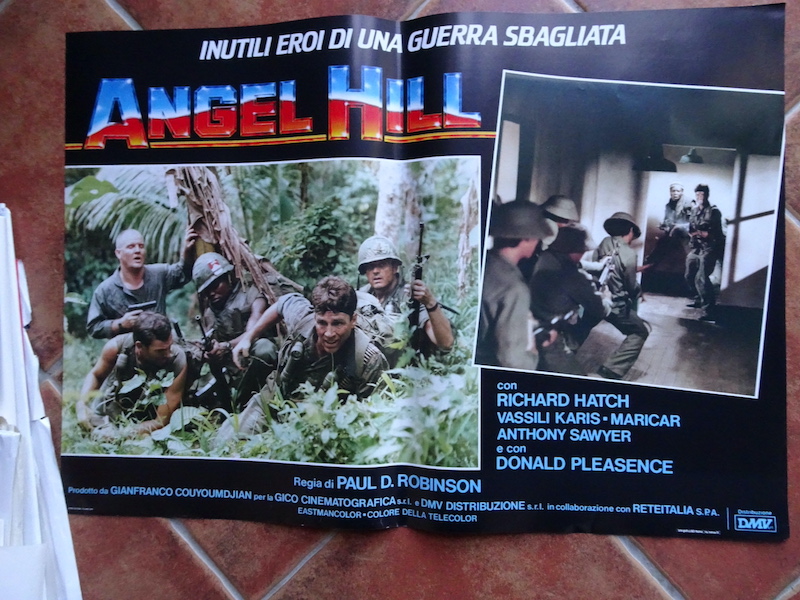 INUTILI EROI DI UNA GUERRA SBAGLIATA
ANGEL HILL
con
RICHARD HATCH
VASSILI KARIS - MARICAR
ANTHONY SAWYER
e con
DONALD PLEASENCE
Regia di PAUL D. ROBINSON
Prodotto da GIANFRANCO COUYOUMDJIAN per la GICO CINEMATOGRAFICA s.r.l. e DMV DISTRIBUZIONE s.r.l. in collaborazione con RETEITALIA S.P.A.
EASTMANCOLOR - COLORE DELLA TELECOLOR
Distribuzione
DMV